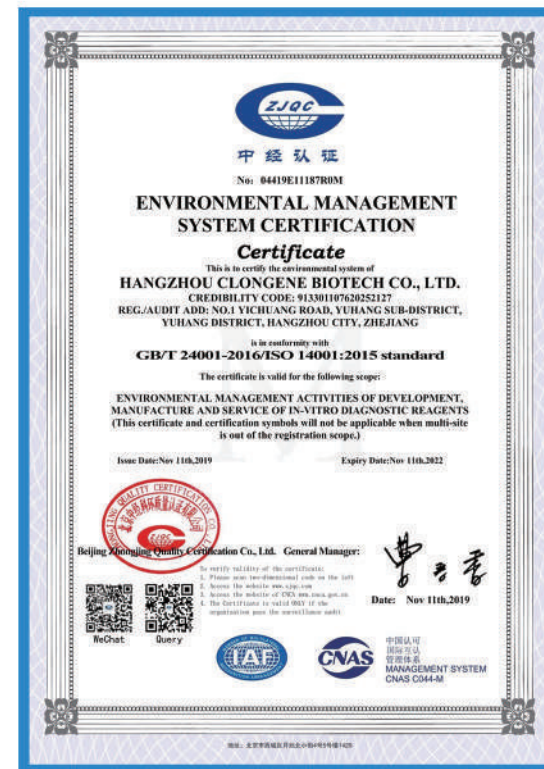 ZJQC
中经认证
No: 04419E11187R0M
ENVIRONMENTAL MANAGEMENT
SYSTEM CERTIFICATION
Certificate
This is to certify the environmental system of
HANGZHOU CLONGENE BIOTECH CO., LTD.
CREDIBILITY CODE: 913301107620252127
REG./AUDIT ADD: NO.1 YICHUANG ROAD, YUHANG SUB-DISTRICT,
YUHANG DISTRICT, HANGZHOU CITY, ZHEJIANG
is in conformity with
GB/T 24001-2016/ISO 14001:2015 standard
The certificate is valid for the following scope:
ENVIRONMENTAL MANAGEMENT ACTIVITIES OF DEVELOPMENT,
MANUFACTURE AND SERVICE OF IN-VITRO DIAGNOSTIC REAGENTS
(This certificate and certification symbols will not be applicable when multi-site
is out of the registration scope.)
Issue Date:Nov 11th,2019 Expiry Date:Nov 11th,2022
Beijing Zhongjing Quality Certification Co., Ltd. General Manager:
To verify validity of the certificate:
1. Please scan two-dimensional code on the left
2. Access the website www.zjqc.com
3. Access the website of CNCA www.cnca.gov.cn
4. The Certificate is valid ONLY if the
organization pass the surveillance audit
Date: Nov 11th,2019
WeChat Query
IAF
CNAS
中国认可
国际互认
管理体系
MANAGEMENT SYSTEM
CNAS C044-M